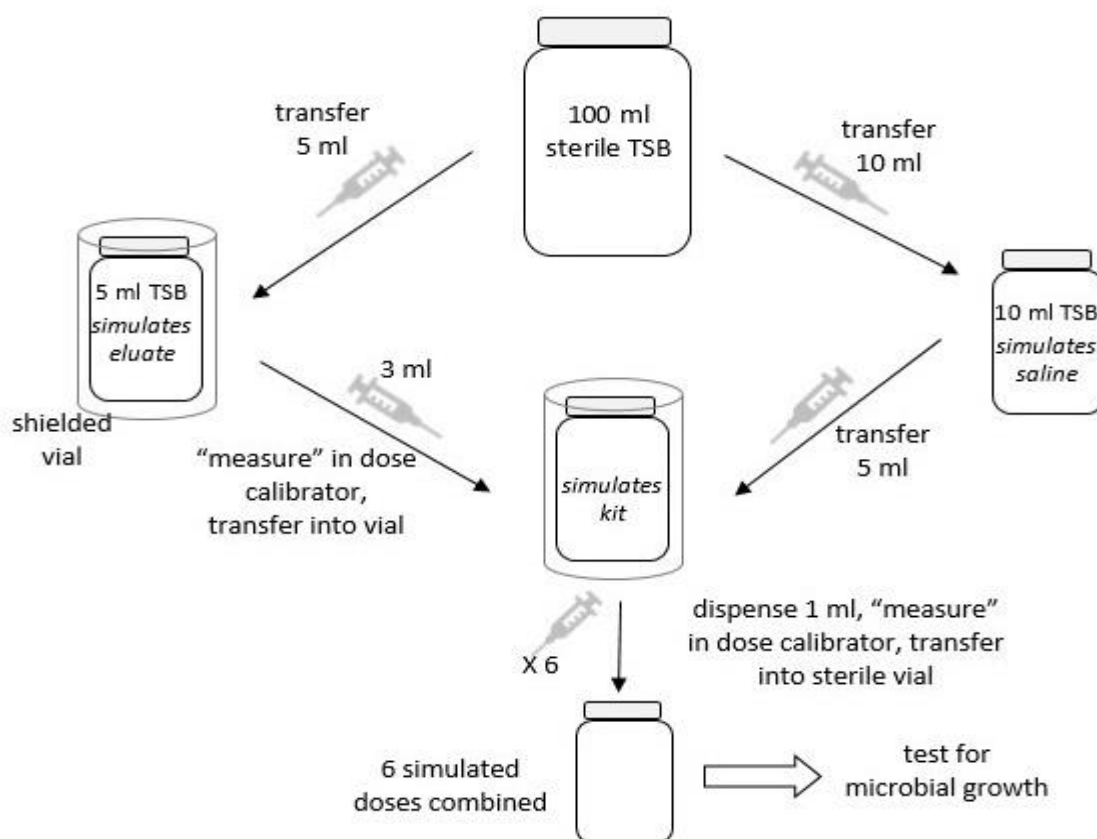 100 ml
sterile TSB
transfer
5 ml
transfer
10 ml
5 ml TSB
simulates
eluate
10 ml TSB
simulates
saline
shielded
vial
3 ml
“measure” in dose
calibrator,
transfer into vial
simulates
kit
transfer
5 ml
X 6
dispense 1 ml, “measure”
in dose calibrator, transfer
into sterile vial
6 simulated
doses combined
test for
microbial growth